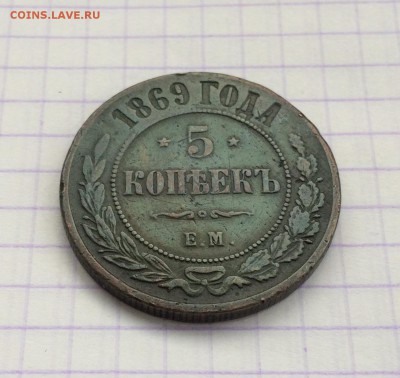 COINS.LAVE.RU
1869 ГОДА
5
КОПѢЕКЪ
Е.М.